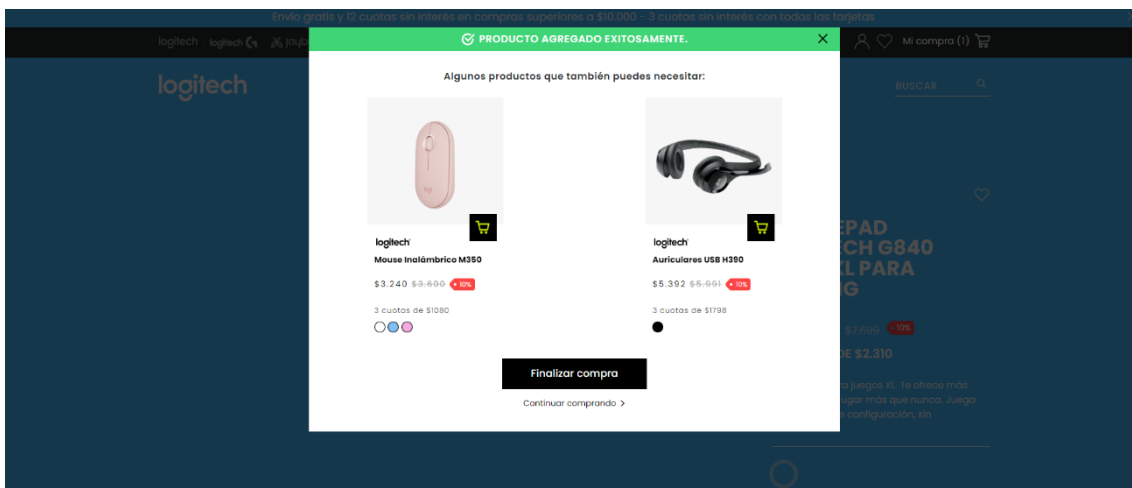 Envío gratis y 12 cuotas sin interés en compras superiores a $10.000 - 3 cuotas sin interés con todas las tarjetas
logitech logitech G jaybi
Mi compra (1)
PRODUCTO AGREGADO EXITOSAMENTE.
logitech
BUSCAR
Algunos productos que también puedes necesitar:
logitech
Mouse Inalámbrico M350
$3.240 $3.600 10%
3 cuotas de $1080
logitech
Auriculares USB H390
$5.392 $5.991 10%
3 cuotas de $1798
Finalizar compra
Continuar comprando >
EPAD
CH G840
XL PARA
G
$7.699 10%
DE $2.310
ra juegos XL. Te ofrece más
ugar más que nunca. Juega
configuración, sin